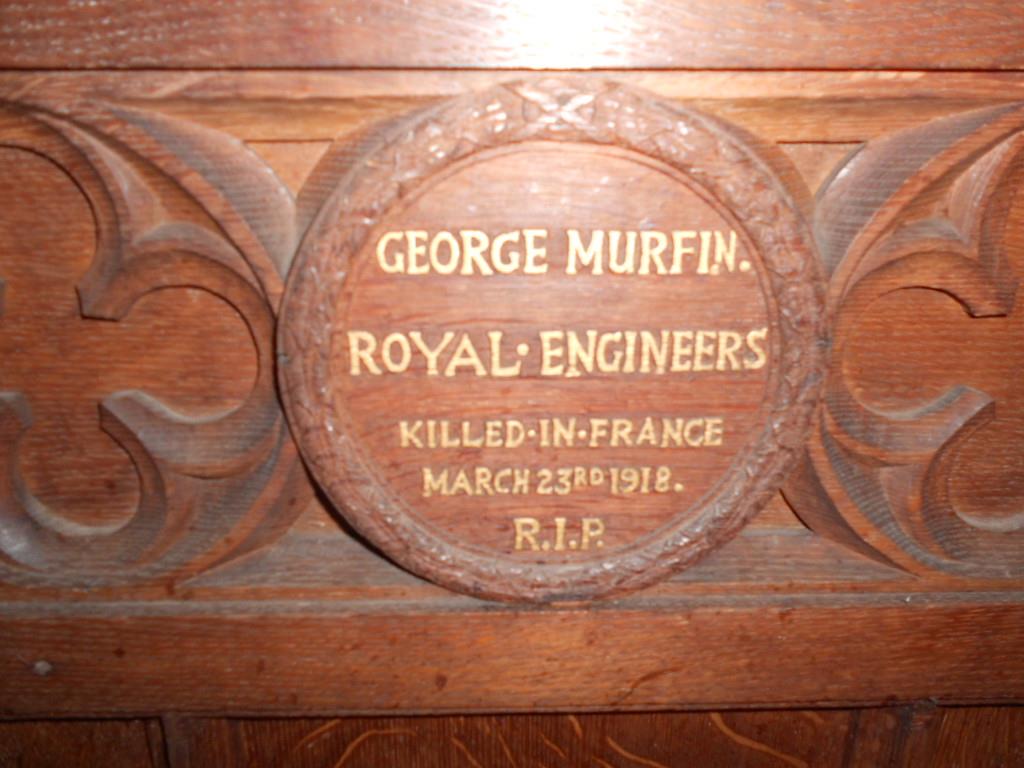 GEORGE MURFIN.
ROYAL·ENGINEERS
KILLED·IN·FRANCE
MARCH 23RD 1918.
R.I.P.